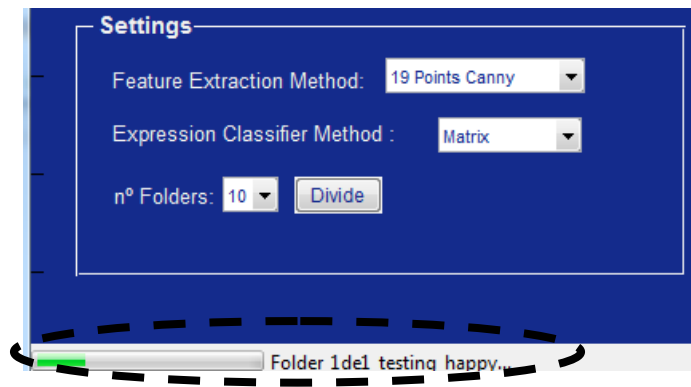 Settings
Feature Extraction Method: 19 Points Canny
Expression Classifier Method : Matrix
nº Folders: 10 Divide
Folder 1de1 testing happy...